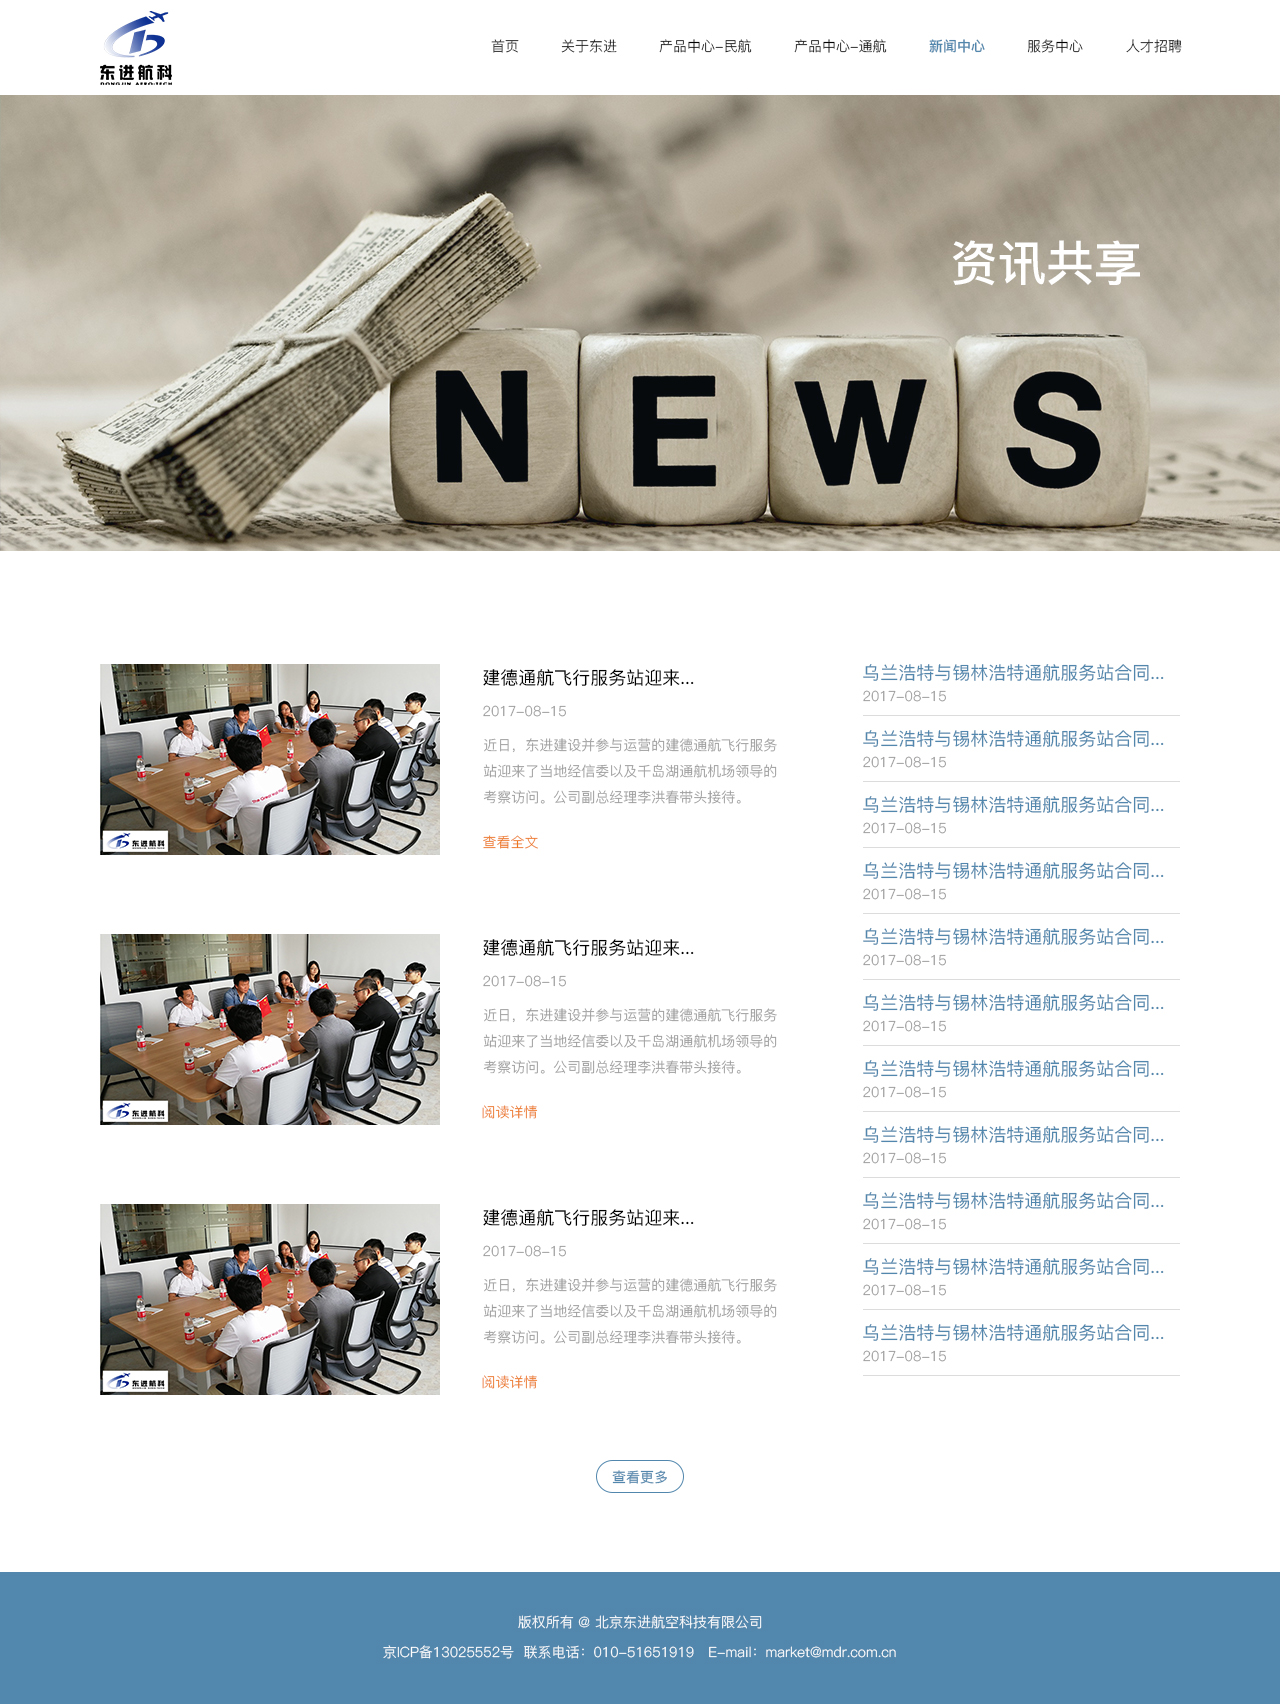 东进航科
DONGJIN AERO-TECH
首页 关于东进 产品中心-民航 产品中心-通航 新闻中心 服务中心 人才招聘
资讯共享
NEWS
建德通航飞行服务站迎来...
2017-08-15
近日，东进建设并参与运营的建德通航飞行服务
站迎来了当地经信委以及千岛湖通航机场领导的
考察访问。公司副总经理李洪春带头接待。
查看全文
东进航科
建德通航飞行服务站迎来...
2017-08-15
近日，东进建设并参与运营的建德通航飞行服务
站迎来了当地经信委以及千岛湖通航机场领导的
考察访问。公司副总经理李洪春带头接待。
阅读详情
东进航科
建德通航飞行服务站迎来...
2017-08-15
近日，东进建设并参与运营的建德通航飞行服务
站迎来了当地经信委以及千岛湖通航机场领导的
考察访问。公司副总经理李洪春带头接待。
阅读详情
东进航科
乌兰浩特与锡林浩特通航服务站合同...
2017-08-15
乌兰浩特与锡林浩特通航服务站合同...
2017-08-15
乌兰浩特与锡林浩特通航服务站合同...
2017-08-15
乌兰浩特与锡林浩特通航服务站合同...
2017-08-15
乌兰浩特与锡林浩特通航服务站合同...
2017-08-15
乌兰浩特与锡林浩特通航服务站合同...
2017-08-15
乌兰浩特与锡林浩特通航服务站合同...
2017-08-15
乌兰浩特与锡林浩特通航服务站合同...
2017-08-15
乌兰浩特与锡林浩特通航服务站合同...
2017-08-15
乌兰浩特与锡林浩特通航服务站合同...
2017-08-15
乌兰浩特与锡林浩特通航服务站合同...
2017-08-15
查看更多
版权所有 @ 北京东进航空科技有限公司
京ICP备13025552号 联系电话：010-51651919 E-mail：market@mdr.com.cn